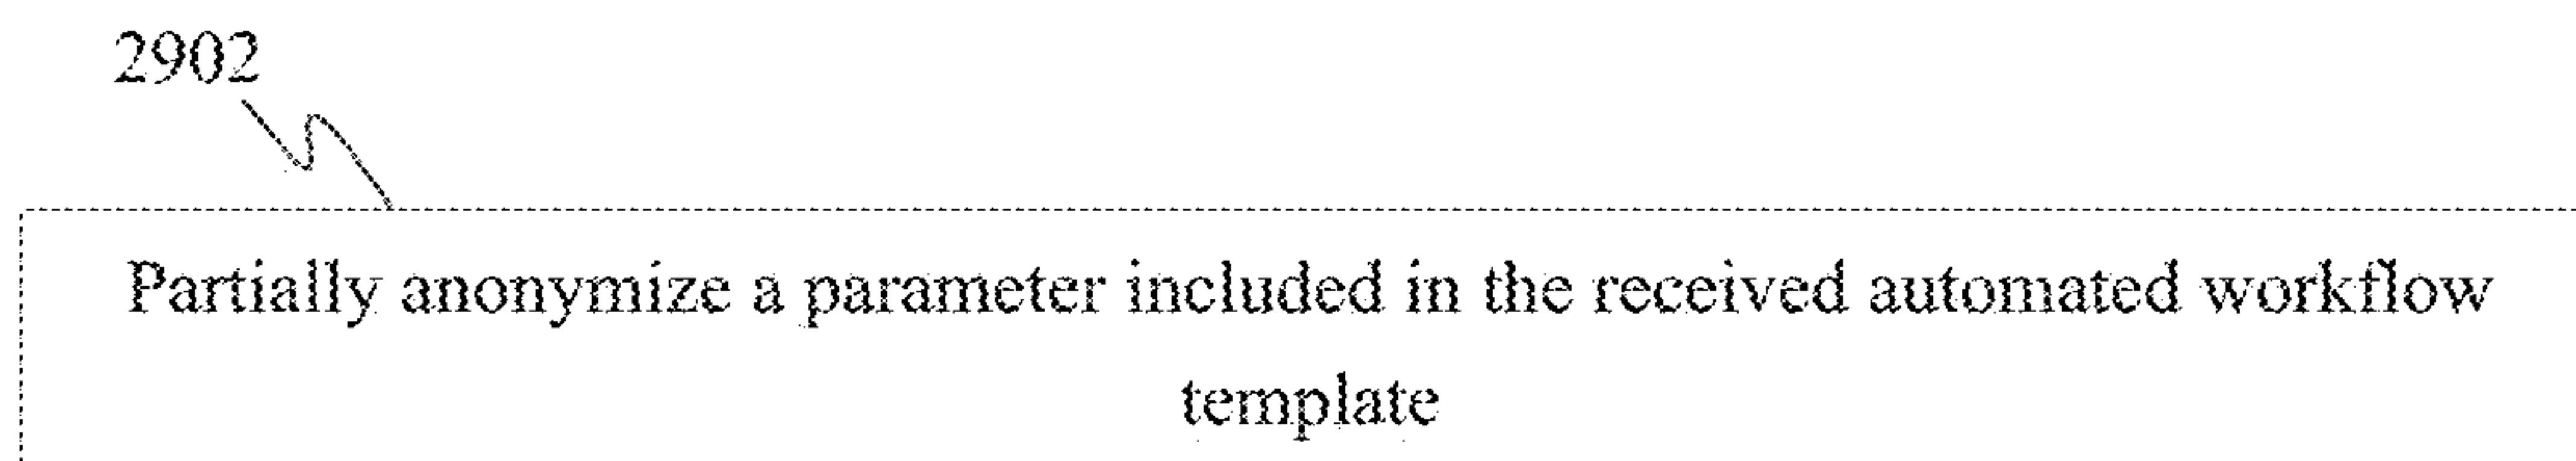 2902
Partially anonymize a parameter included in the received automated workflow
template